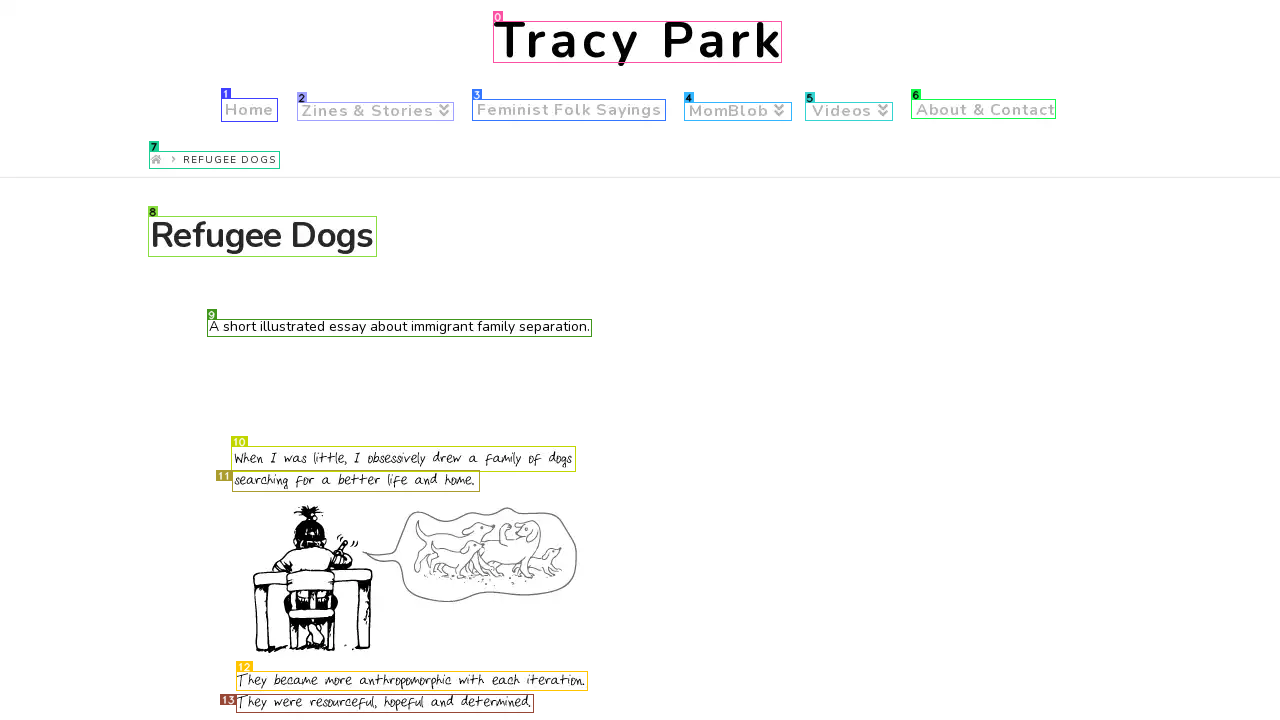 Tracy Park
Home Zines & Stories Feminist Folk Sayings MomBlob Videos About & Contact
REFUGEE DOGS
Refugee Dogs
A short illustrated essay about immigrant family separation.
When I was little, I obsessively drew a family of dogs
searching for a better life and home.
They became more anthropomorphic with each iteration.
They were resourceful, hopeful and determined.